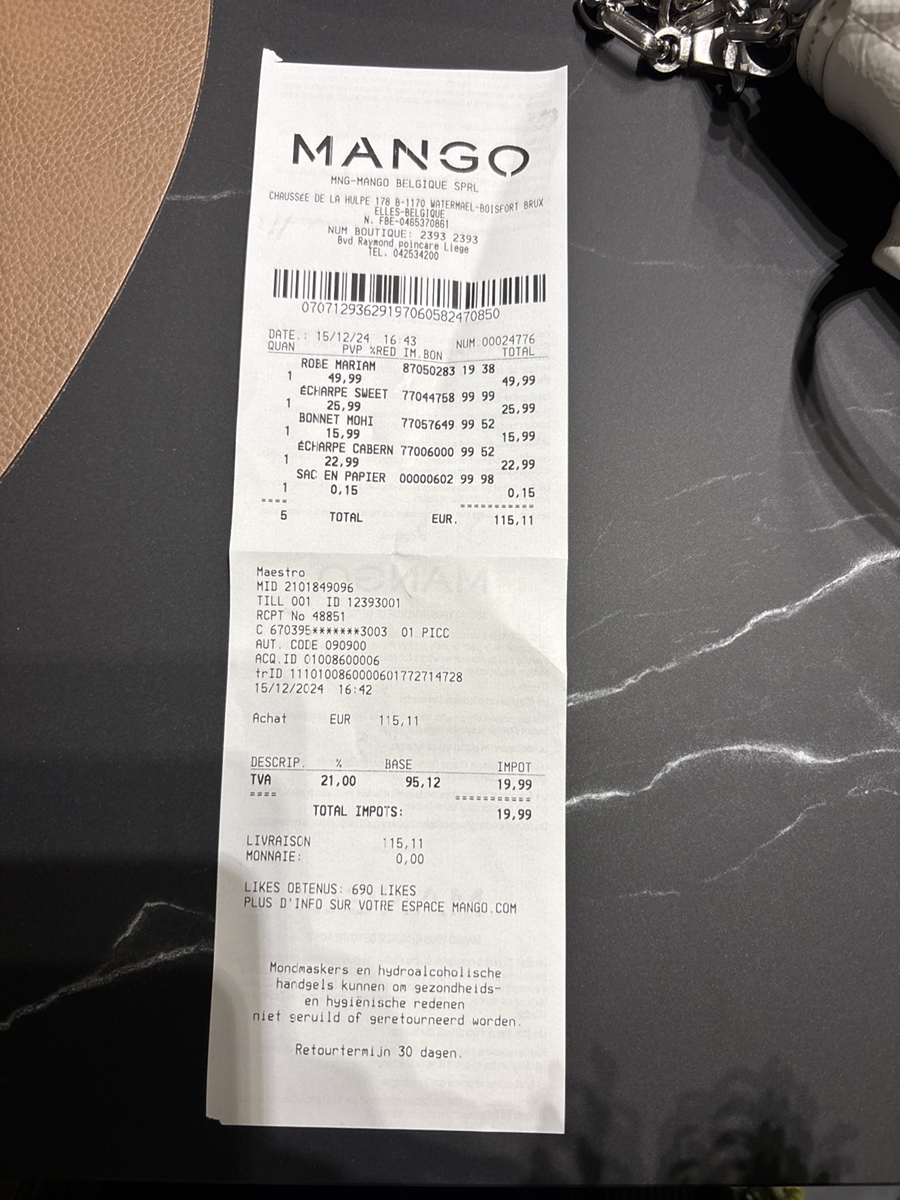 MANGO
MNG-MANGO BELGIQUE SPRL
CHAUSSÉE DE LA HULPE 178 B-1170 WATERMAEL-BOISFORT BRUX
ELLES-BELGIQUE
N. FBE-0465370861
NUM BOUTIQUE: 2393 2393
Bvd Raymond poincare Liege
TEL. 042534200
07071293629197060582470850
DATE.: 15/12/24 16:43 NUM.00024776
QUAN PVP %RED IM.BON TOTAL
ROBE MARIAM 87050283 19 38
1 49,99 49,99
ÉCHARPE SWEET 77044758 99 99
1 25,99 25,99
BONNET MOHI 77057649 99 52
1 15,99 15,99
ÉCHARPE CABERN 77006000 99 52
1 22,99 22,99
SAC EN PAPIER 00000602 99 98
1 0,15 0,15
==== ===========
5 TOTAL EUR. 115,11
Maestro
MID 2101849096
TILL 001 ID 12393001
RCPT No 48851
C 670395*******3003 01 PICC
AUT. CODE 090900
ACQ.ID 01008600006
trID 1110100860000601772714728
15/12/2024 16:42
Achat EUR 115,11
DESCRIP. % BASE IMPOT
TVA 21,00 95,12 19,99
==== ===========
TOTAL IMPOTS: 19,99
LIVRAISON 115,11
MONNAIE: 0,00
LIKES OBTENUS: 690 LIKES
PLUS D'INFO SUR VOTRE ESPACE MANGO.COM
Mondmaskers en hydroalcoholische
handgels kunnen om gezondheids-
en hygiënische redenen
niet geruild of geretourneerd worden.
Retourtermijn 30 dagen.